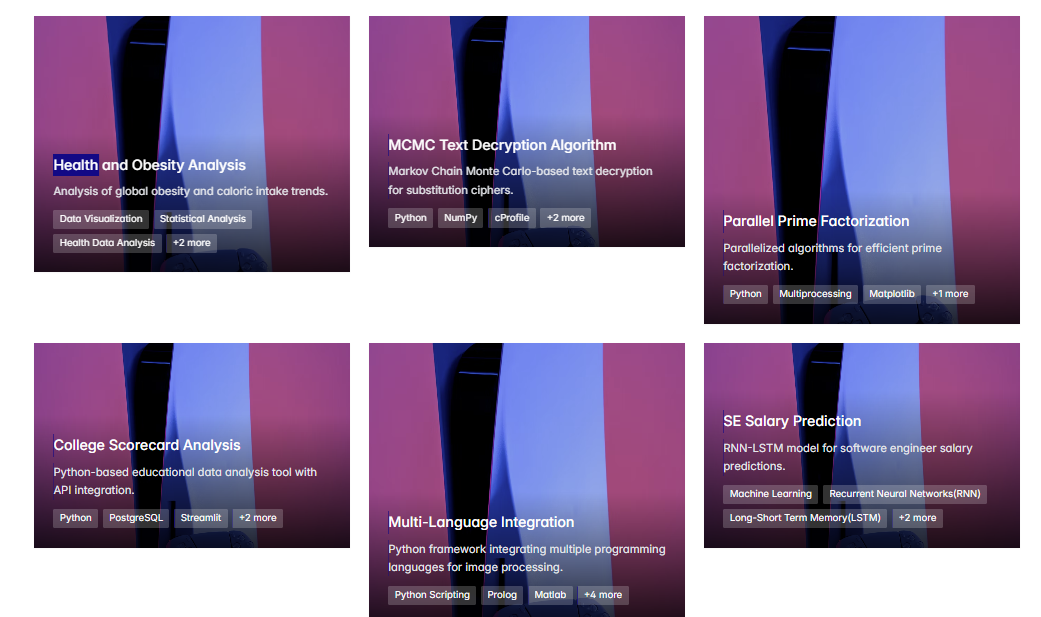 Health and Obesity Analysis
Analysis of global obesity and caloric intake trends.
Data Visualization
Statistical Analysis
Health Data Analysis
+2 more
MCMC Text Decryption Algorithm
Markov Chain Monte Carlo-based text decryption
for substitution ciphers.
Python
NumPy
cProfile
+2 more
Parallel Prime Factorization
Parallelized algorithms for efficient prime
factorization.
Python
Multiprocessing
Matplotlib
+1 more
College Scorecard Analysis
Python-based educational data analysis tool with
API integration.
Python
PostgreSQL
Streamlit
+2 more
Multi-Language Integration
Python framework integrating multiple programming
languages for image processing.
Python Scripting
Prolog
Matlab
+4 more
SE Salary Prediction
RNN-LSTM model for software engineer salary
predictions.
Machine Learning
Recurrent Neural Networks(RNN)
Long-Short Term Memory(LSTM)
+2 more